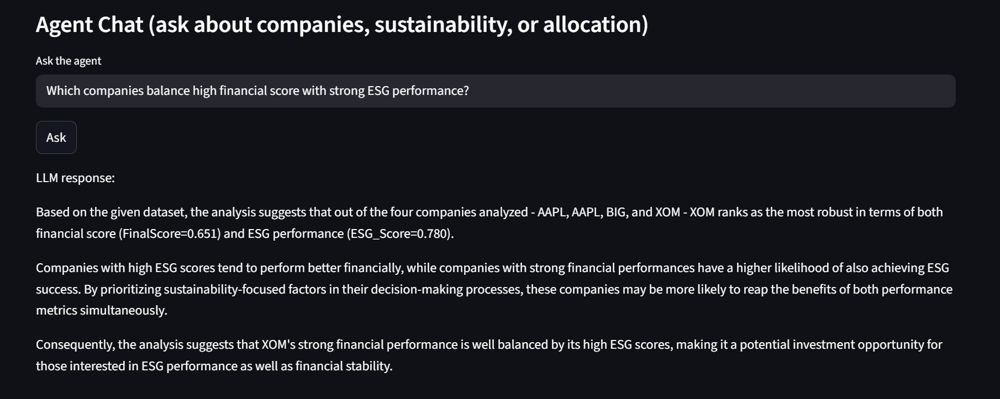 Agent Chat (ask about companies, sustainability, or allocation)
Ask the agent
Which companies balance high financial score with strong ESG performance?
Ask
LLM response:
Based on the given dataset, the analysis suggests that out of the four companies analyzed - AAPL, AAPL, BIG, and XOM - XOM ranks as the most robust in terms of both
financial score (FinalScore=0.651) and ESG performance (ESG_Score=0.780).
Companies with high ESG scores tend to perform better financially, while companies with strong financial performances have a higher likelihood of also achieving ESG
success. By prioritizing sustainability-focused factors in their decision-making processes, these companies may be more likely to reap the benefits of both performance
metrics simultaneously.
Consequently, the analysis suggests that XOM's strong financial performance is well balanced by its high ESG scores, making it a potential investment opportunity for
those interested in ESG performance as well as financial stability.